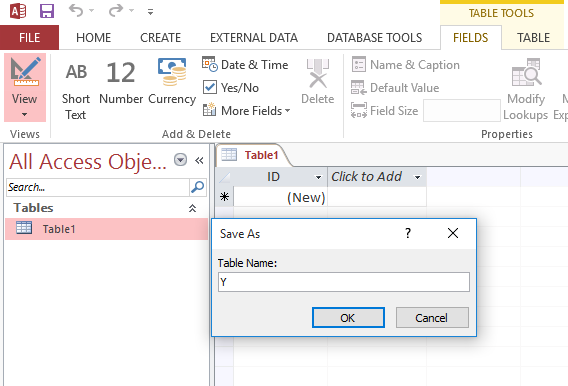 TABLE TOOLS
FILE HOME CREATE EXTERNAL DATA DATABASE TOOLS FIELDS TABLE
View
Views
AB
Short
Text
12
Number
Currency
Date & Time
Yes/No
More Fields
Delete
Add & Delete
Name & Caption
Default Value
Field Size
Modify
Lookups
Exp
Properties
All Access Obje...
Search...
Tables
Table1
Table1
ID Click to Add
(New)
Save As
?
Table Name:
Y
OK Cancel